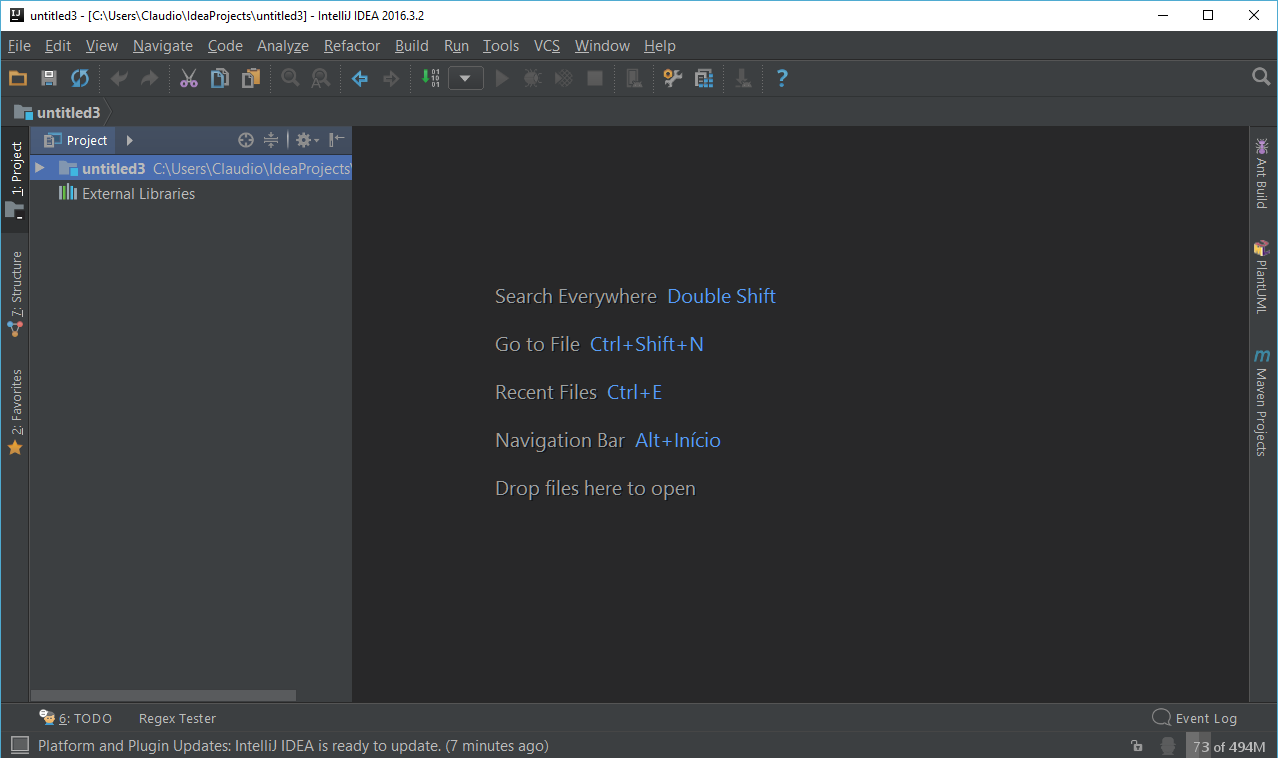 untitled3 - [C:\Users\Claudio\IdeaProjects\untitled3] - IntelliJ IDEA 2016.3.2
File Edit View Navigate Code Analyze Refactor Build Run Tools VCS Window Help
untitled3
Project
untitled3 C:\Users\Claudio\IdeaProjects\
External Libraries
1: Project
7: Structure
2: Favorites
Search Everywhere Double Shift
Go to File Ctrl+Shift+N
Recent Files Ctrl+E
Navigation Bar Alt+Início
Drop files here to open
Ant Build
PlantUML
Maven Projects
6: TODO Regex Tester Event Log
Platform and Plugin Updates: IntelliJ IDEA is ready to update. (7 minutes ago) 73 of 494M